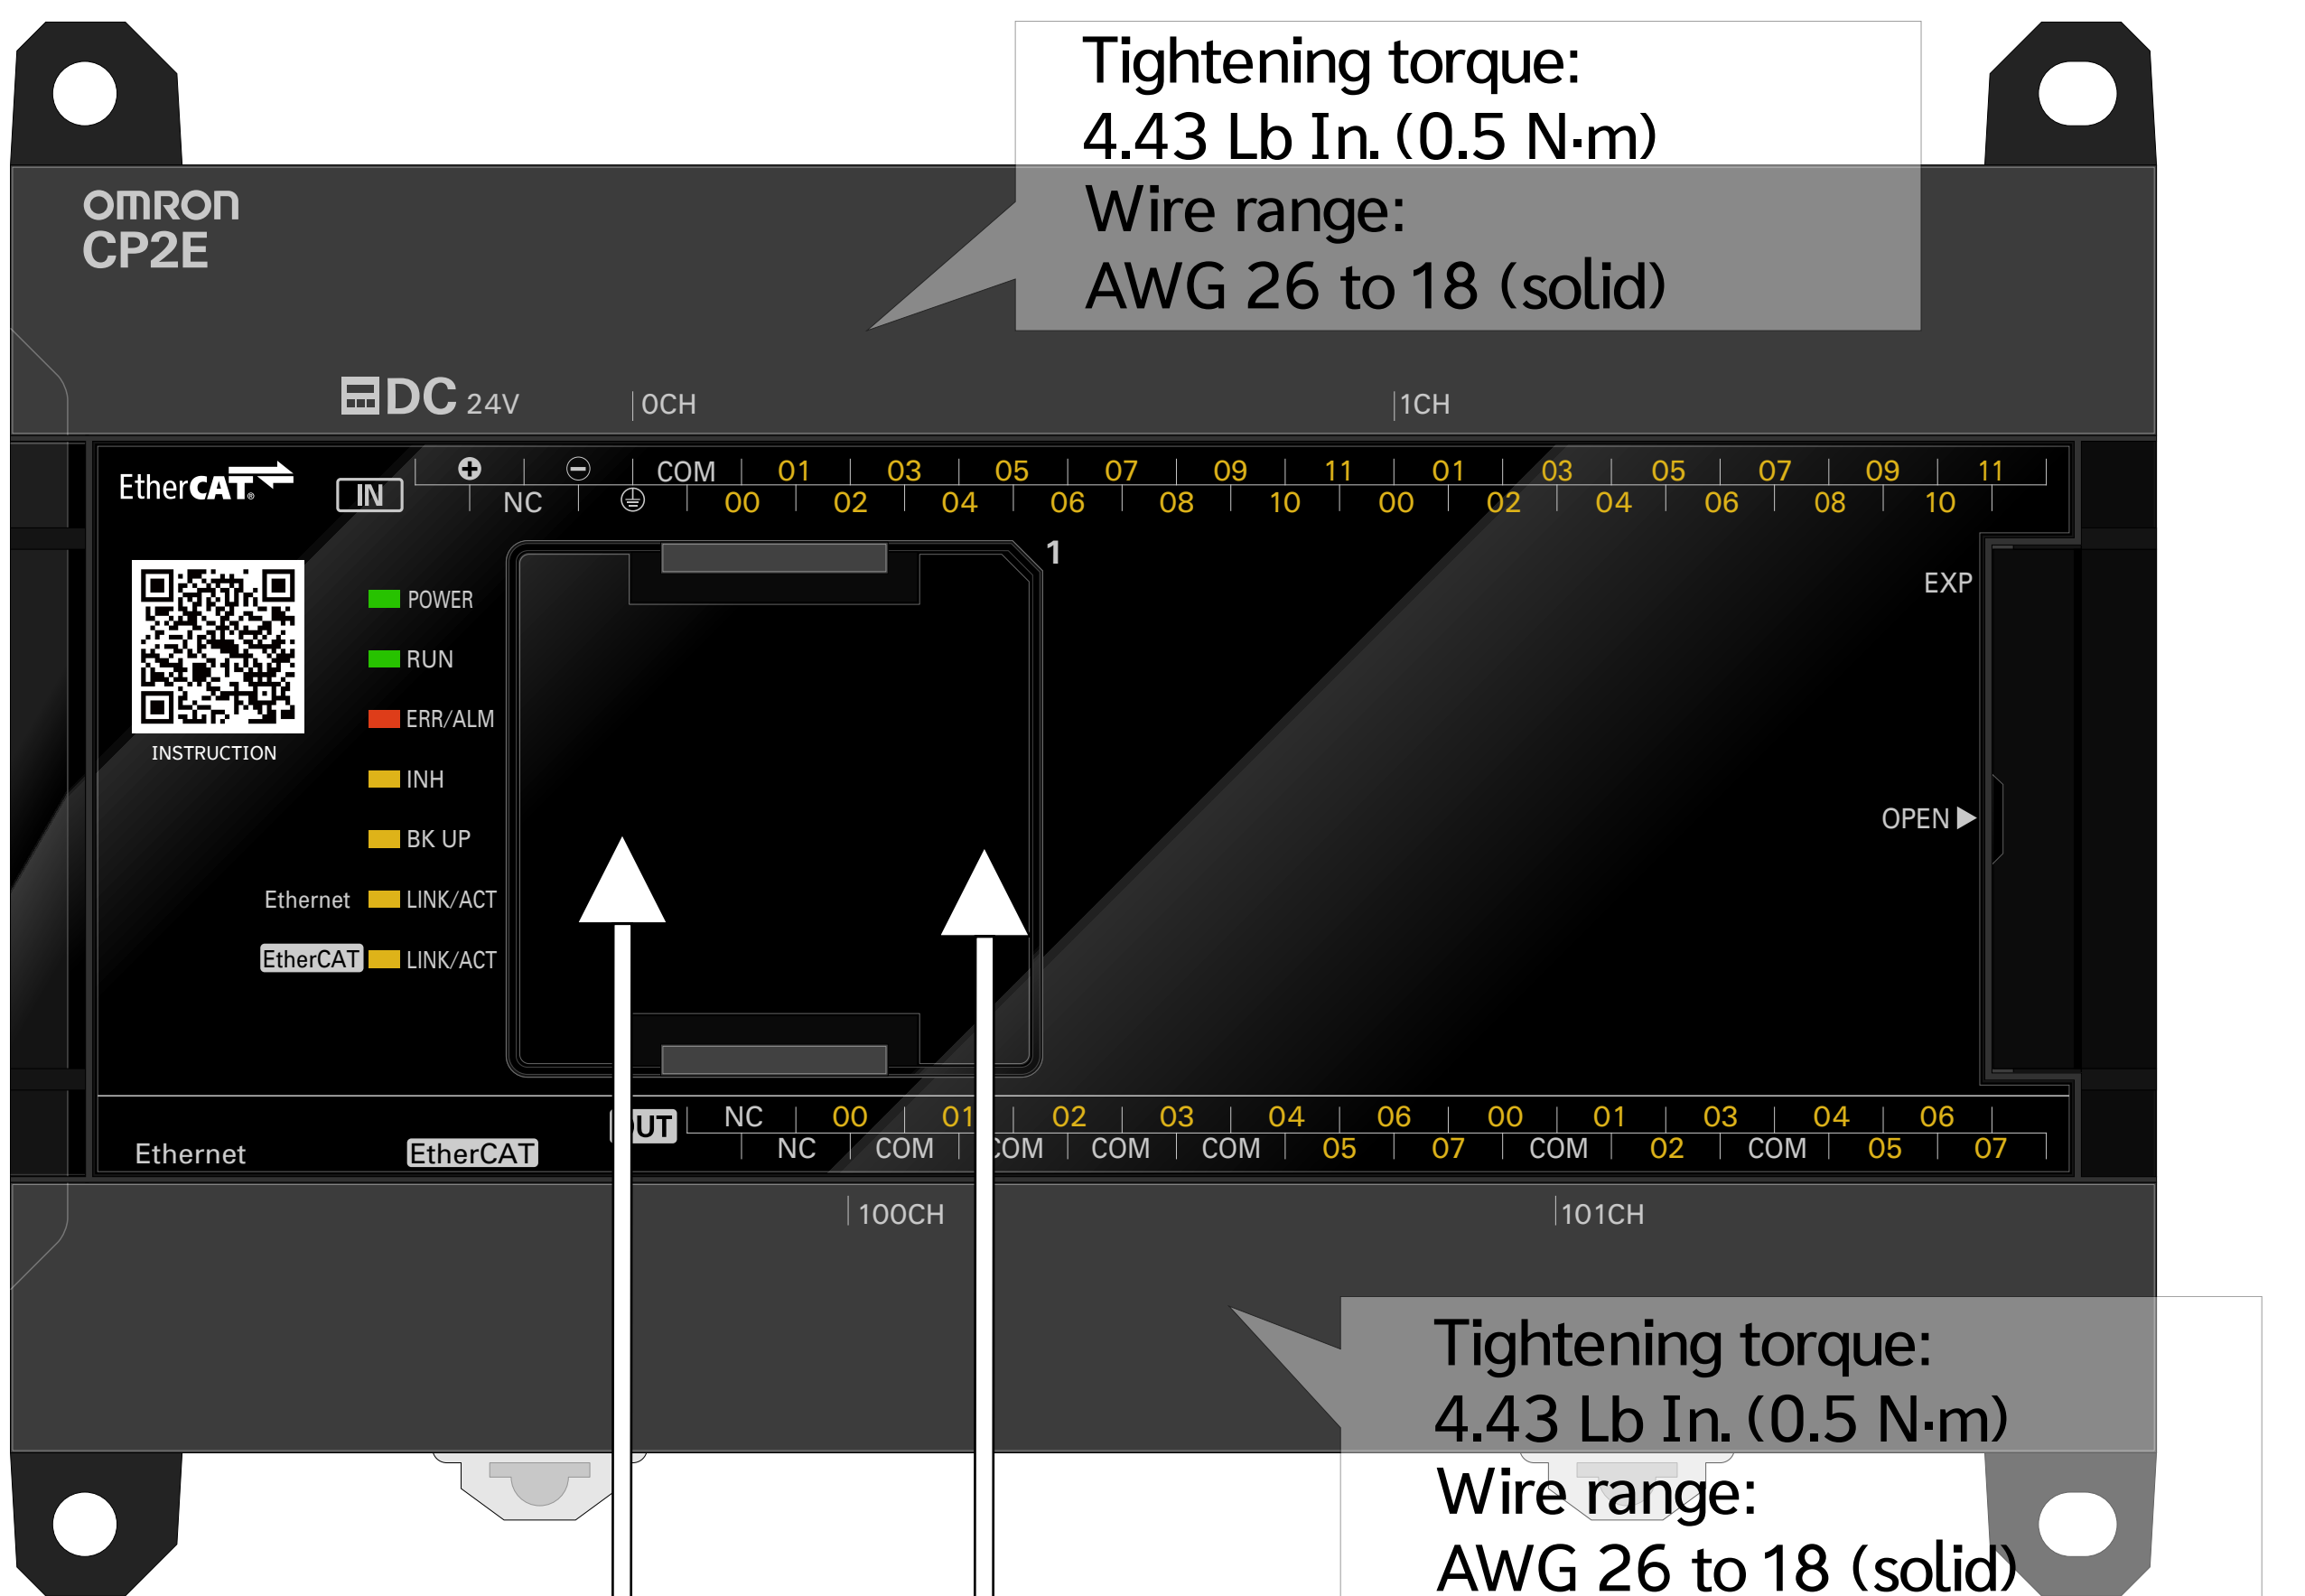 Tightening torque:
4.43 Lb In. (0.5 N·m)
Wire range:
AWG 26 to 18 (solid)
OMRON
CP2E
DC 24V
0CH
1CH
EtherCAT®
IN
+ − COM 01 03 05 07 09 11 01 03 05 07 09 11
NC 00 02 04 06 08 10 00 02 04 06 08 10
1
EXP
POWER
RUN
ERR/ALM
INSTRUCTION
INH
OPEN
BK UP
Ethernet LINK/ACT
EtherCAT LINK/ACT
UT
NC 00 01 02 03 04 06 00 01 03 04 06
NC COM COM COM COM 05 07 COM 02 COM 05 07
Ethernet
EtherCAT
100CH
101CH
Tightening torque:
4.43 Lb In. (0.5 N·m)
Wire range:
AWG 26 to 18 (solid)